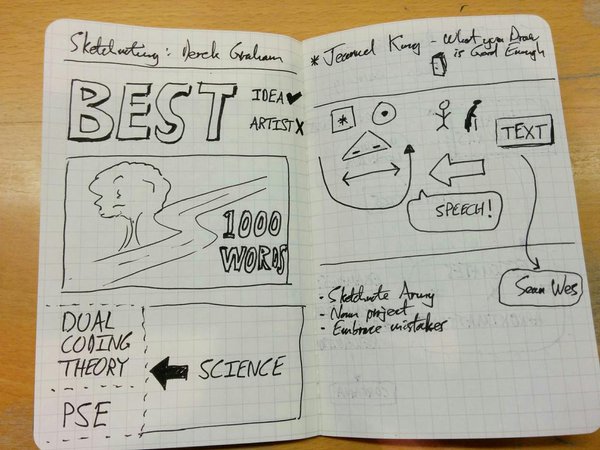 Sketchnoting: Derek Graham
BEST
IDEA
ARTIST X
1000
WORDS
DUAL
CODING
THEORY
PSE
SCIENCE
* King - What you Draw
is Good Enough
*
TEXT
SPEECH!
Sean Wes
- Sketchnote Army
- Noun project
- Embrace mistakes